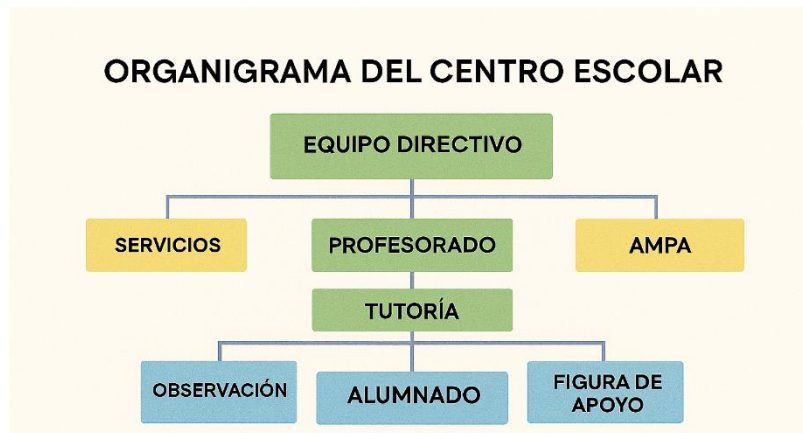 ORGANIGRAMA DEL CENTRO ESCOLAR
EQUIPO DIRECTIVO
SERVICIOS
PROFESORADO
AMPA
TUTORÍA
OBSERVACIÓN
ALUMNADO
FIGURA DE
APOYO